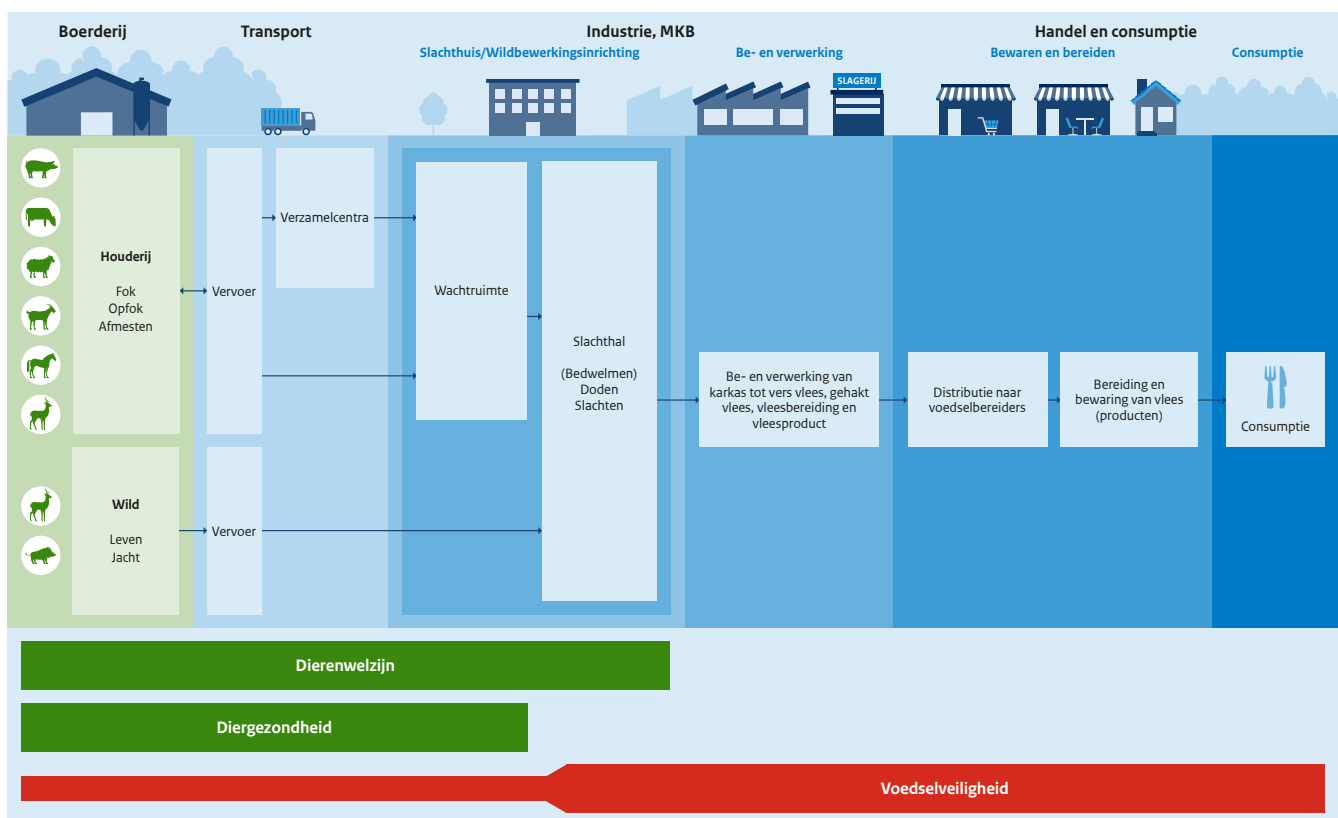 Boerderij
Transport
Industrie, MKB
Handel en consumptie
Slachthuis/Wildbewerkingsinrichting
Be- en verwerking
Bewaren en bereiden
Consumptie
SLAGERIJ
Houderij
Fok
Opfok
Afmesten
Vervoer
Verzamelcentra
Wachtruimte
Slachthal
(Bedwelmen)
Doden
Slachten
Be- en verwerking van
karkas tot vers vlees, gehakt
vlees, vleesbereiding en
vleesproduct
Distributie naar
voedselbereiders
Bereiding en
bewaring van vlees
(producten)
Consumptie
Wild
Leven
Jacht
Vervoer
Dierenwelzijn
Diergezondheid
Voedselveiligheid